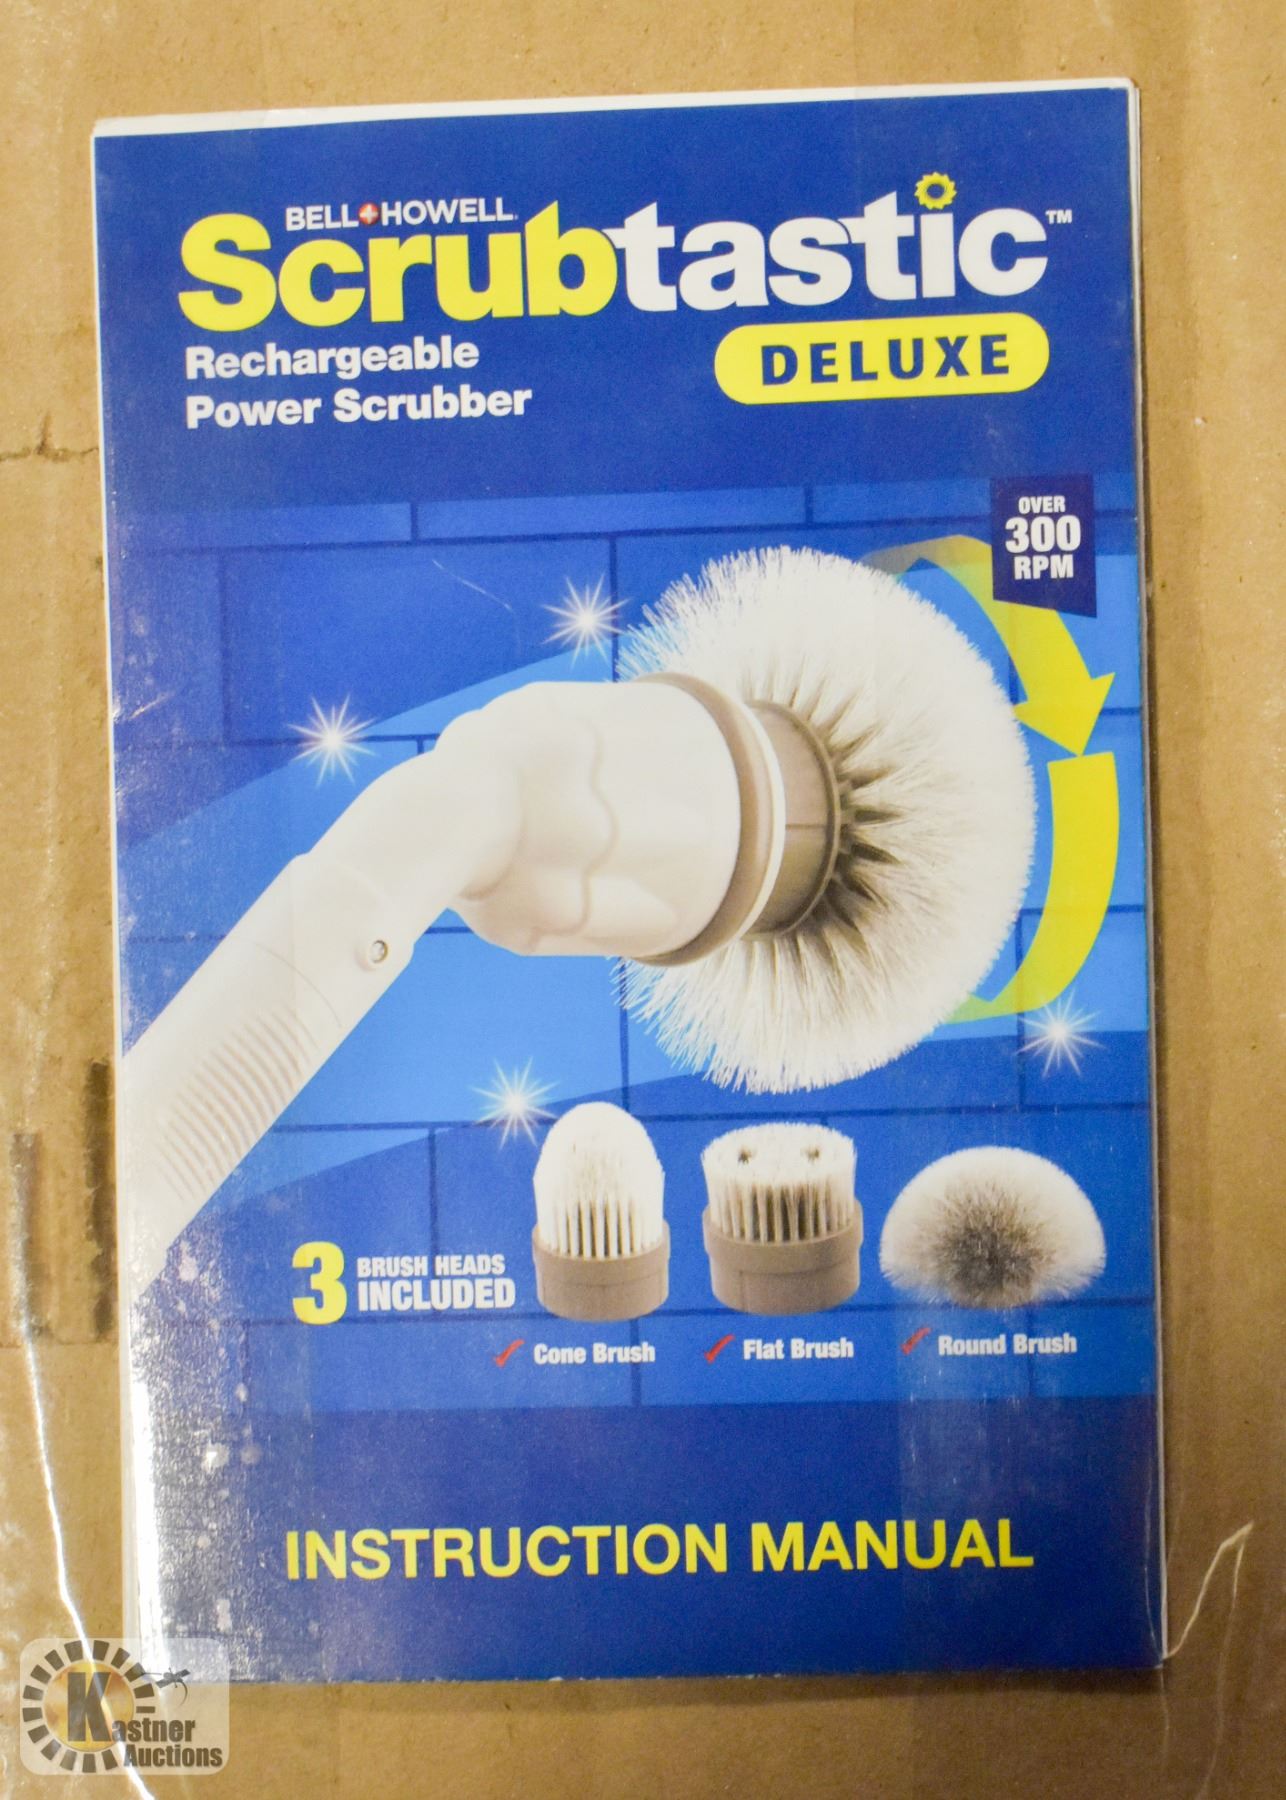 BELL+HOWELL
Scrubtastic™
Rechargeable
Power Scrubber
DELUXE
OVER
300
RPM
3 BRUSH HEADS
INCLUDED
Cone Brush
Flat Brush
Round Brush
INSTRUCTION MANUAL
Kastner
Auctions